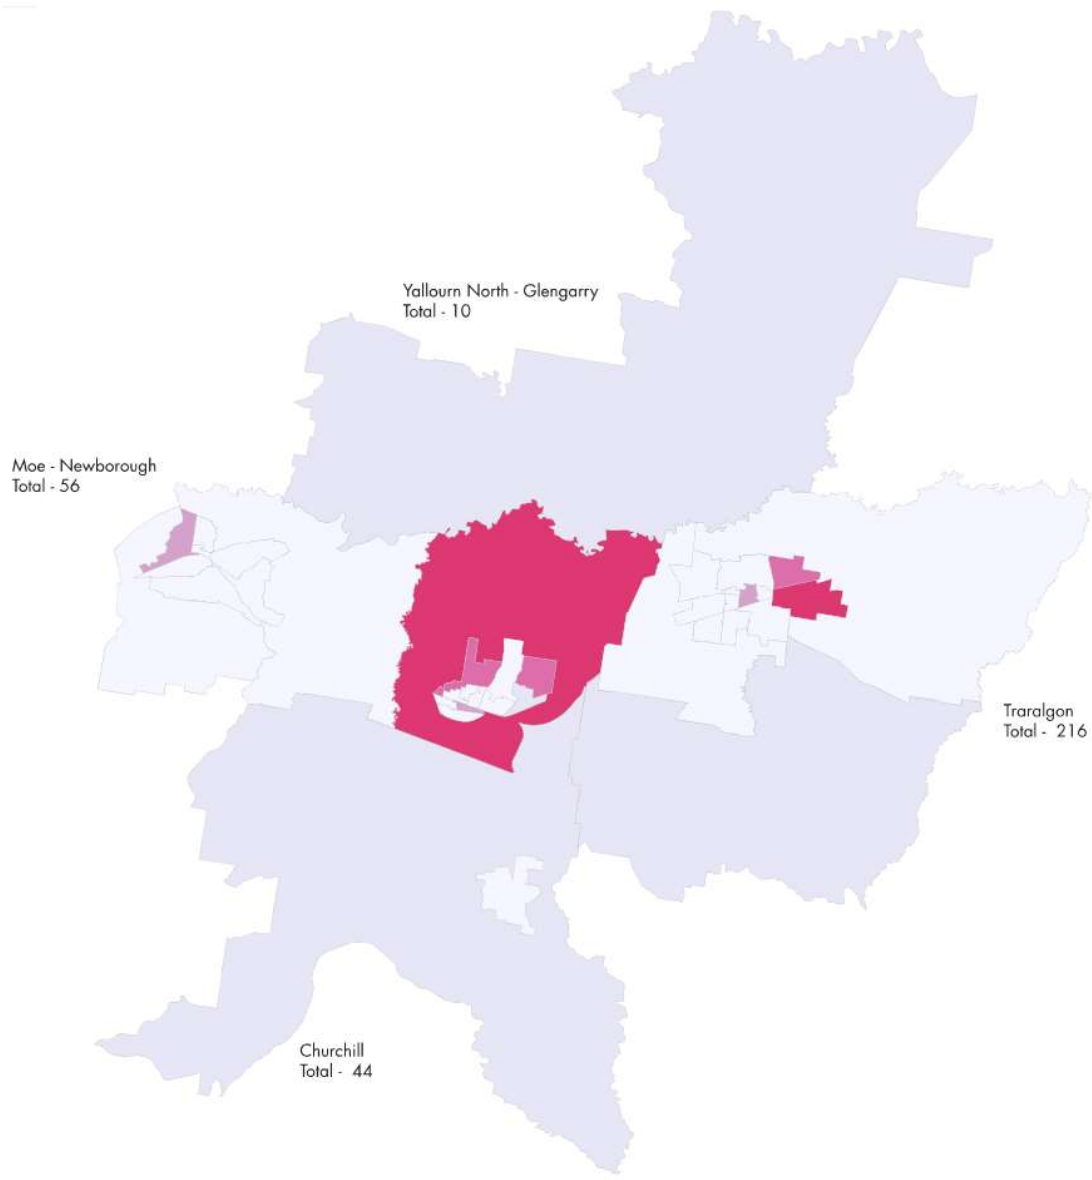 Yallourn North - Glengarry
Total - 10
Moe - Newborough
Total - 56
Traralgon
Total - 216
Churchill
Total - 44